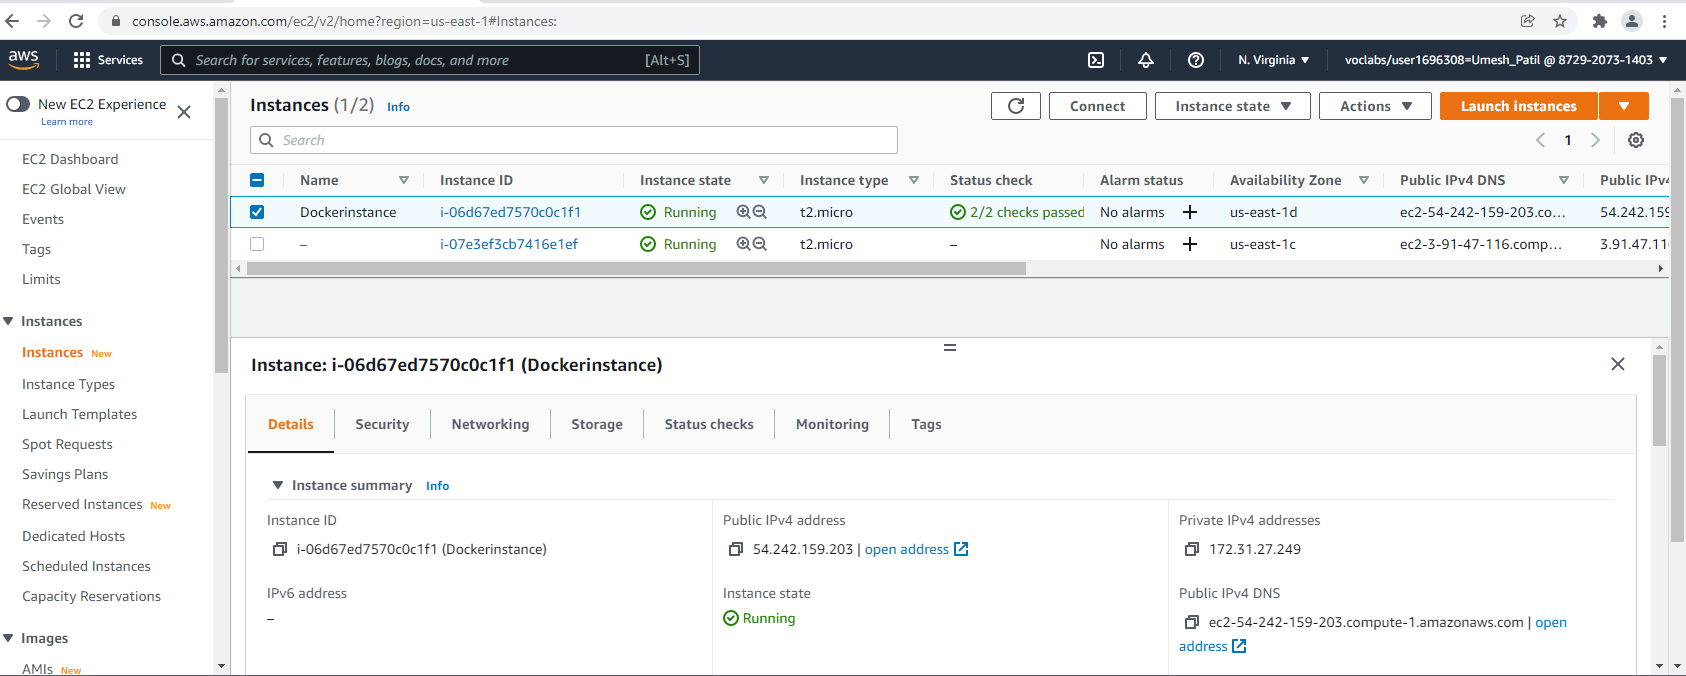 console.aws.amazon.com/ec2/v2/home?region=us-east-1#Instances:
aws Services Search for services, features, blogs, docs, and more [Alt+S] N. Virginia voclabs/user1696308=Umesh_Patil @ 8729-2073-1403
New EC2 Experience
Learn more
EC2 Dashboard
EC2 Global View
Events
Tags
Limits
Instances
Instances New
Instance Types
Launch Templates
Spot Requests
Savings Plans
Reserved Instances New
Dedicated Hosts
Scheduled Instances
Capacity Reservations
Images
AMIs New
Instances (1/2) Info
Connect Instance state Actions Launch instances
Search
1
Name Instance ID Instance state Instance type Status check Alarm status Availability Zone Public IPv4 DNS Public IPv4
Dockerinstance i-06d67ed7570c0c1f1 Running t2.micro 2/2 checks passed No alarms + us-east-1d ec2-54-242-159-203.co... 54.242.159
– i-07e3ef3cb7416e1ef Running t2.micro – No alarms + us-east-1c ec2-3-91-47-116.comp... 3.91.47.11
Instance: i-06d67ed7570c0c1f1 (Dockerinstance)
Details Security Networking Storage Status checks Monitoring Tags
Instance summary Info
Instance ID
i-06d67ed7570c0c1f1 (Dockerinstance)
IPv6 address
–
Public IPv4 address
54.242.159.203 | open address
Instance state
Running
Private IPv4 addresses
172.31.27.249
Public IPv4 DNS
ec2-54-242-159-203.compute-1.amazonaws.com | open
address